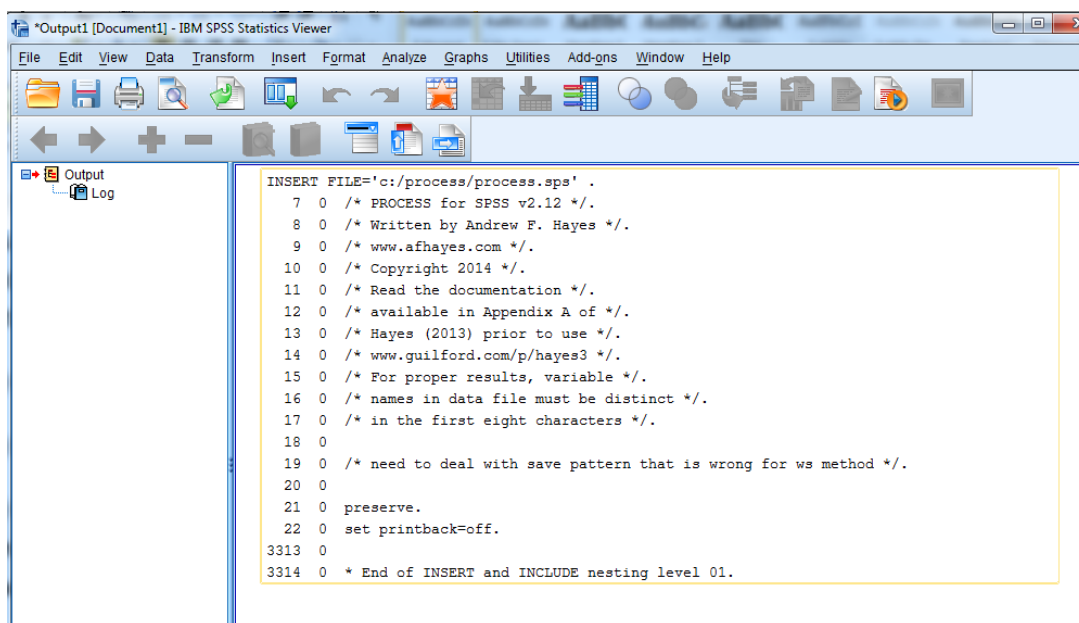 *Output1 [Document1] - IBM SPSS Statistics Viewer
File Edit View Data Transform Insert Format Analyze Graphs Utilities Add-ons Window Help
Output
Log
INSERT FILE='c:/process/process.sps' .
7 0 /* PROCESS for SPSS v2.12 */.
8 0 /* Written by Andrew F. Hayes */.
9 0 /* www.afhayes.com */.
10 0 /* Copyright 2014 */.
11 0 /* Read the documentation */.
12 0 /* available in Appendix A of */.
13 0 /* Hayes (2013) prior to use */.
14 0 /* www.guilford.com/p/hayes3 */.
15 0 /* For proper results, variable */.
16 0 /* names in data file must be distinct */.
17 0 /* in the first eight characters */.
18 0
19 0 /* need to deal with save pattern that is wrong for ws method */.
20 0
21 0 preserve.
22 0 set printback=off.
3313 0
3314 0 * End of INSERT and INCLUDE nesting level 01.